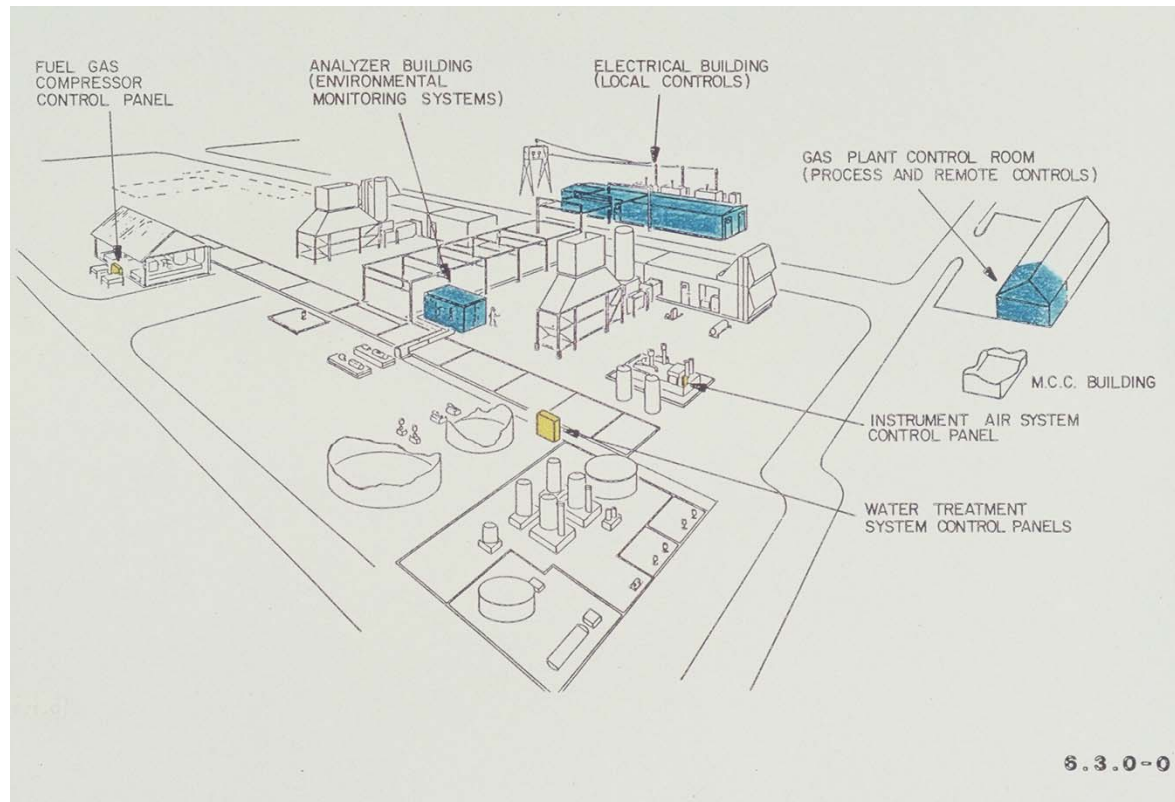 FUEL GAS
COMPRESSOR
CONTROL PANEL
ANALYZER BUILDING
(ENVIRONMENTAL
MONITORING SYSTEMS)
ELECTRICAL BUILDING
(LOCAL CONTROLS)
GAS PLANT CONTROL ROOM
(PROCESS AND REMOTE CONTROLS)
M.C.C. BUILDING
INSTRUMENT AIR SYSTEM
CONTROL PANEL
WATER TREATMENT
SYSTEM CONTROL PANELS
6.3.0-0